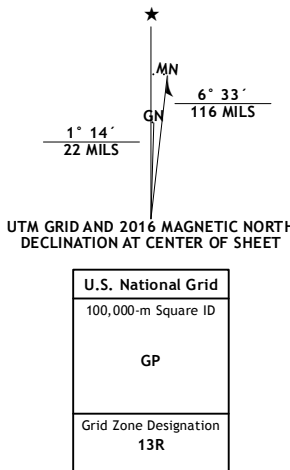 ★
MN
GN
6° 33´
116 MILS
1° 14´
22 MILS
UTM GRID AND 2016 MAGNETIC NORTH
DECLINATION AT CENTER OF SHEET
U.S. National Grid
100,000-m Square ID
GP
Grid Zone Designation
13R